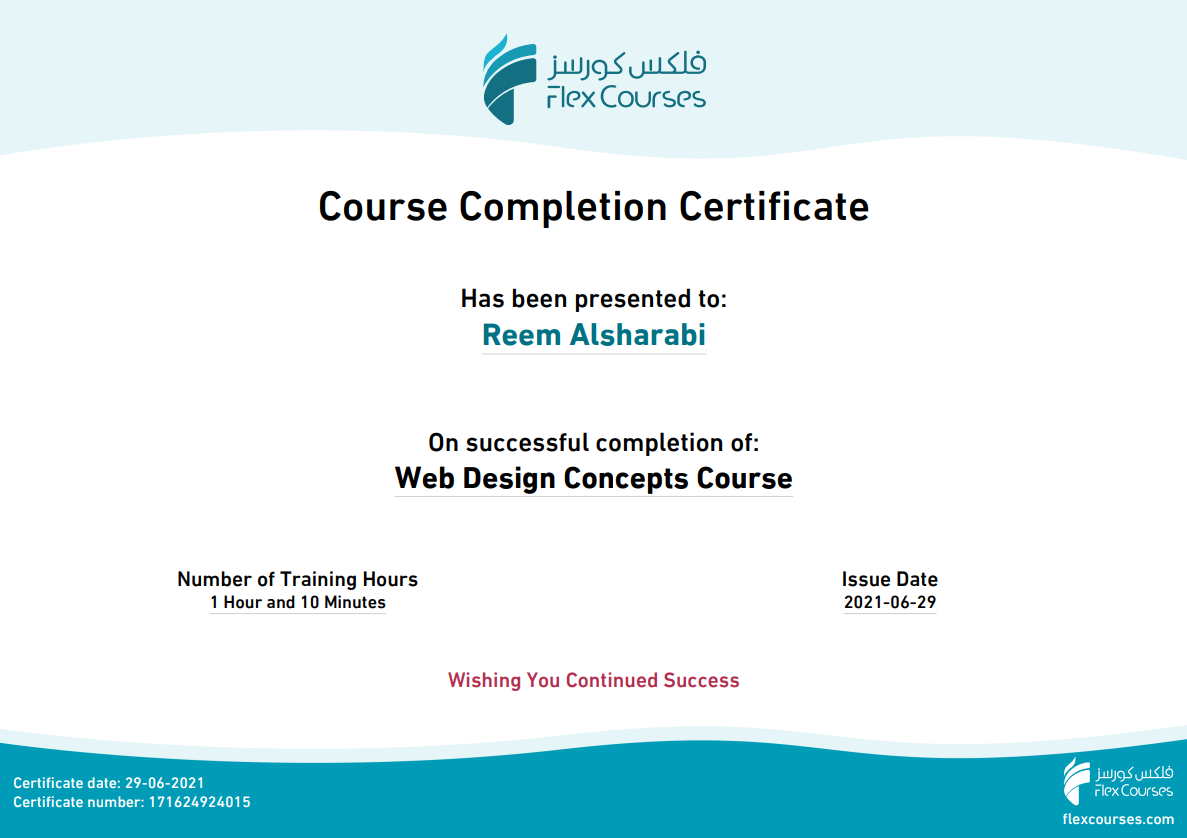 فلكس كورسز
Flex Courses
Course Completion Certificate
Has been presented to:
Reem Alsharabi
On successful completion of:
Web Design Concepts Course
Number of Training Hours
1 Hour and 10 Minutes
Issue Date
2021-06-29
Wishing You Continued Success
Certificate date: 29-06-2021
Certificate number: 171624924015
فلكس كورسز
Flex Courses
flexcourses.com